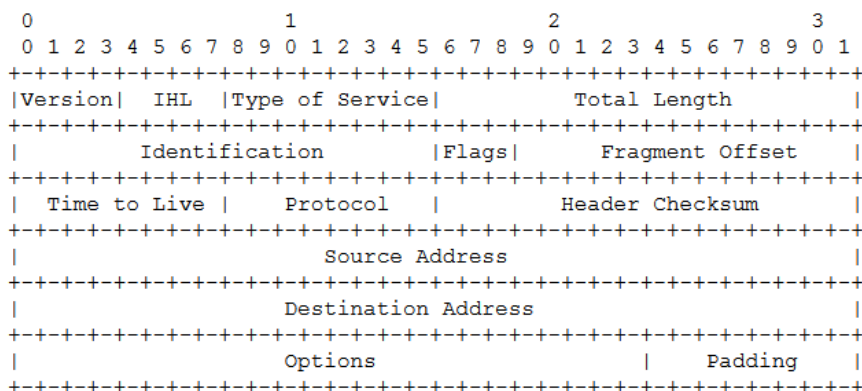 0                   1                   2                   3
 0 1 2 3 4 5 6 7 8 9 0 1 2 3 4 5 6 7 8 9 0 1 2 3 4 5 6 7 8 9 0 1
+-+-+-+-+-+-+-+-+-+-+-+-+-+-+-+-+-+-+-+-+-+-+-+-+-+-+-+-+-+-+-+-+
|Version|  IHL  |Type of Service|          Total Length         |
+-+-+-+-+-+-+-+-+-+-+-+-+-+-+-+-+-+-+-+-+-+-+-+-+-+-+-+-+-+-+-+-+
|         Identification        |Flags|      Fragment Offset    |
+-+-+-+-+-+-+-+-+-+-+-+-+-+-+-+-+-+-+-+-+-+-+-+-+-+-+-+-+-+-+-+-+
|  Time to Live |    Protocol   |         Header Checksum       |
+-+-+-+-+-+-+-+-+-+-+-+-+-+-+-+-+-+-+-+-+-+-+-+-+-+-+-+-+-+-+-+-+
|                       Source Address                          |
+-+-+-+-+-+-+-+-+-+-+-+-+-+-+-+-+-+-+-+-+-+-+-+-+-+-+-+-+-+-+-+-+
|                    Destination Address                        |
+-+-+-+-+-+-+-+-+-+-+-+-+-+-+-+-+-+-+-+-+-+-+-+-+-+-+-+-+-+-+-+-+
|                    Options                    |    Padding    |
+-+-+-+-+-+-+-+-+-+-+-+-+-+-+-+-+-+-+-+-+-+-+-+-+-+-+-+-+-+-+-+-+